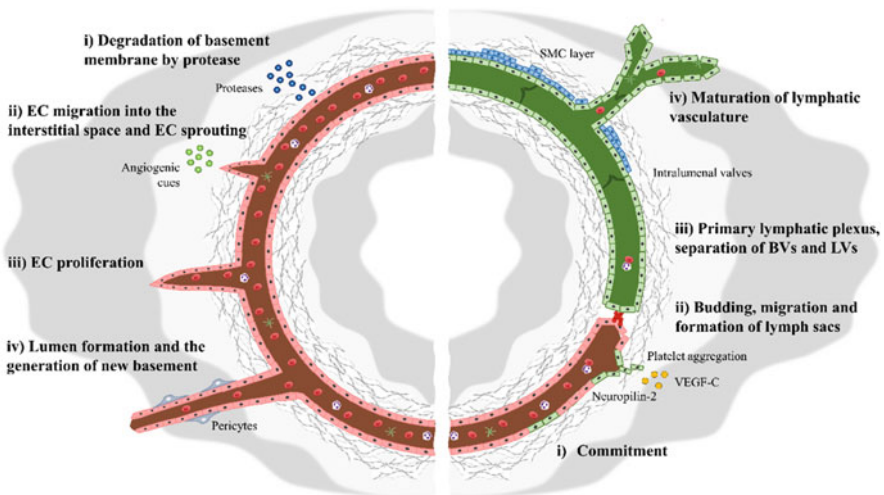 i) Degradation of basement
membrane by protease
Proteases
ii) EC migration into the
interstitial space and EC sprouting
Angiogenic
cues
iii) EC proliferation
iv) Lumen formation and the
generation of new basement
Pericytes
SMC layer
iv) Maturation of lymphatic
vasculature
Intralumenal valves
iii) Primary lymphatic plexus,
separation of BVs and LVs
ii) Budding, migration and
formation of lymph sacs
Platelet aggregation
VEGF-C
Neuropilin-2
i) Commitment